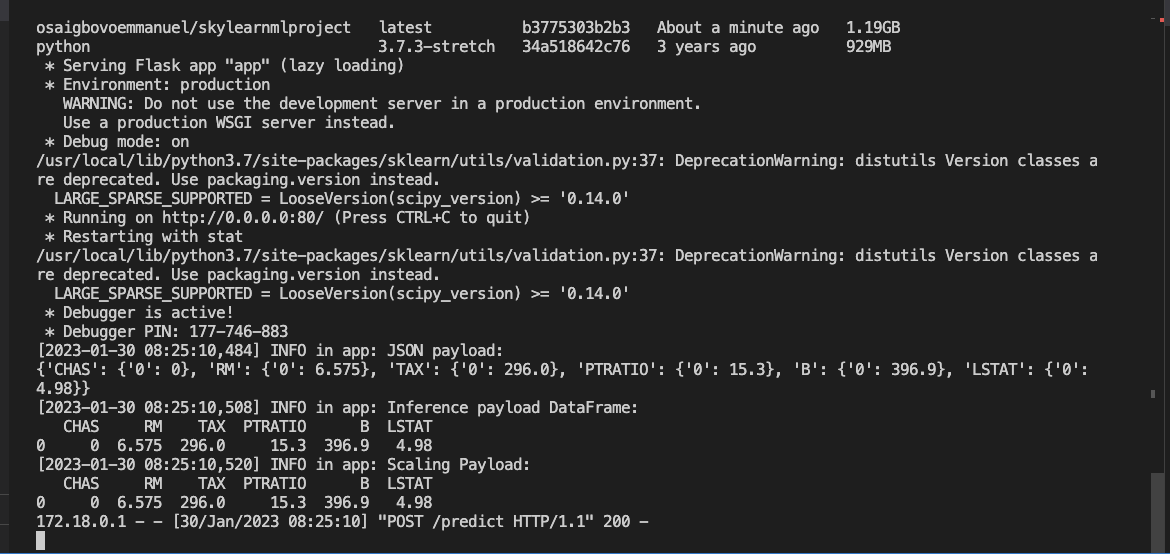 osaigbovoemmanuel/skylearnmlproject   latest          b3775303b2b3   About a minute ago   1.19GB
python                                3.7.3-stretch   34a518642c76   3 years ago          929MB
 * Serving Flask app "app" (lazy loading)
 * Environment: production
   WARNING: Do not use the development server in a production environment.
   Use a production WSGI server instead.
 * Debug mode: on
/usr/local/lib/python3.7/site-packages/sklearn/utils/validation.py:37: DeprecationWarning: distutils Version classes a
re deprecated. Use packaging.version instead.
  LARGE_SPARSE_SUPPORTED = LooseVersion(scipy_version) >= '0.14.0'
 * Running on http://0.0.0.0:80/ (Press CTRL+C to quit)
 * Restarting with stat
/usr/local/lib/python3.7/site-packages/sklearn/utils/validation.py:37: DeprecationWarning: distutils Version classes a
re deprecated. Use packaging.version instead.
  LARGE_SPARSE_SUPPORTED = LooseVersion(scipy_version) >= '0.14.0'
 * Debugger is active!
 * Debugger PIN: 177-746-883
[2023-01-30 08:25:10,484] INFO in app: JSON payload:
{'CHAS': {'0': 0}, 'RM': {'0': 6.575}, 'TAX': {'0': 296.0}, 'PTRATIO': {'0': 15.3}, 'B': {'0': 396.9}, 'LSTAT': {'0':
4.98}}
[2023-01-30 08:25:10,508] INFO in app: Inference payload DataFrame:
   CHAS     RM    TAX  PTRATIO      B  LSTAT
0     0  6.575  296.0     15.3  396.9   4.98
[2023-01-30 08:25:10,520] INFO in app: Scaling Payload:
   CHAS     RM    TAX  PTRATIO      B  LSTAT
0     0  6.575  296.0     15.3  396.9   4.98
172.18.0.1 - - [30/Jan/2023 08:25:10] "POST /predict HTTP/1.1" 200 -